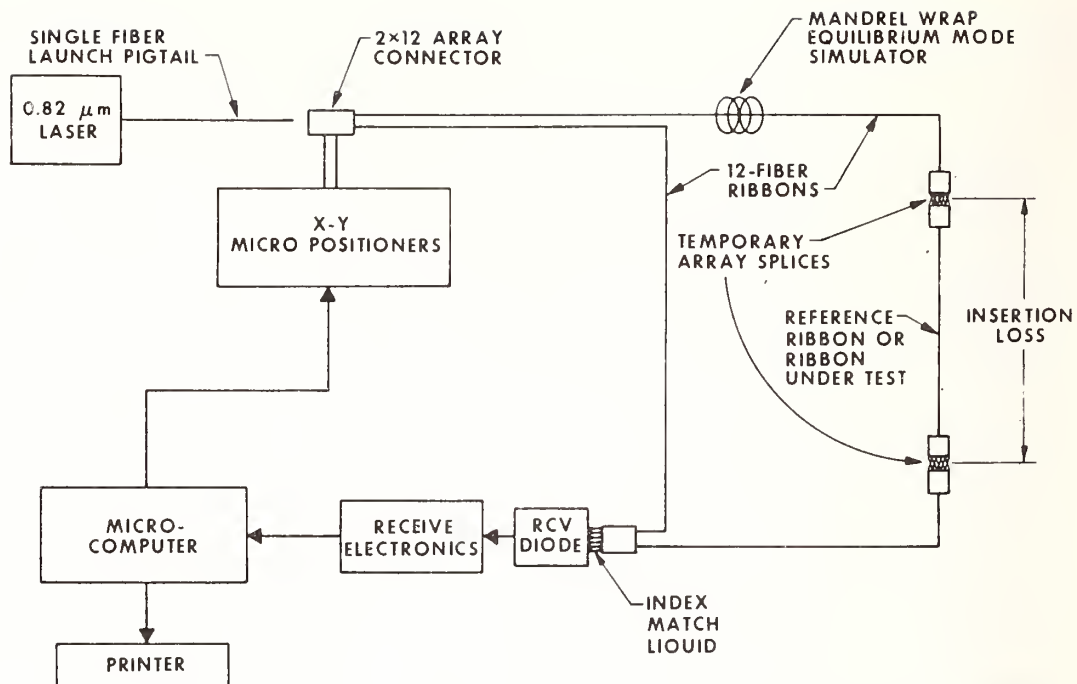 SINGLE FIBER
LAUNCH PIGTAIL
2×12 ARRAY
CONNECTOR
MANDREL WRAP
EQUILIBRIUM MODE
SIMULATOR
0.82 μm
LASER
12-FIBER
RIBBONS
X-Y
MICRO POSITIONERS
TEMPORARY
ARRAY SPLICES
REFERENCE
RIBBON OR
RIBBON
UNDER TEST
INSERTION
LOSS
MICRO-
COMPUTER
RECEIVE
ELECTRONICS
RCV
DIODE
INDEX
MATCH
LIQUID
PRINTER